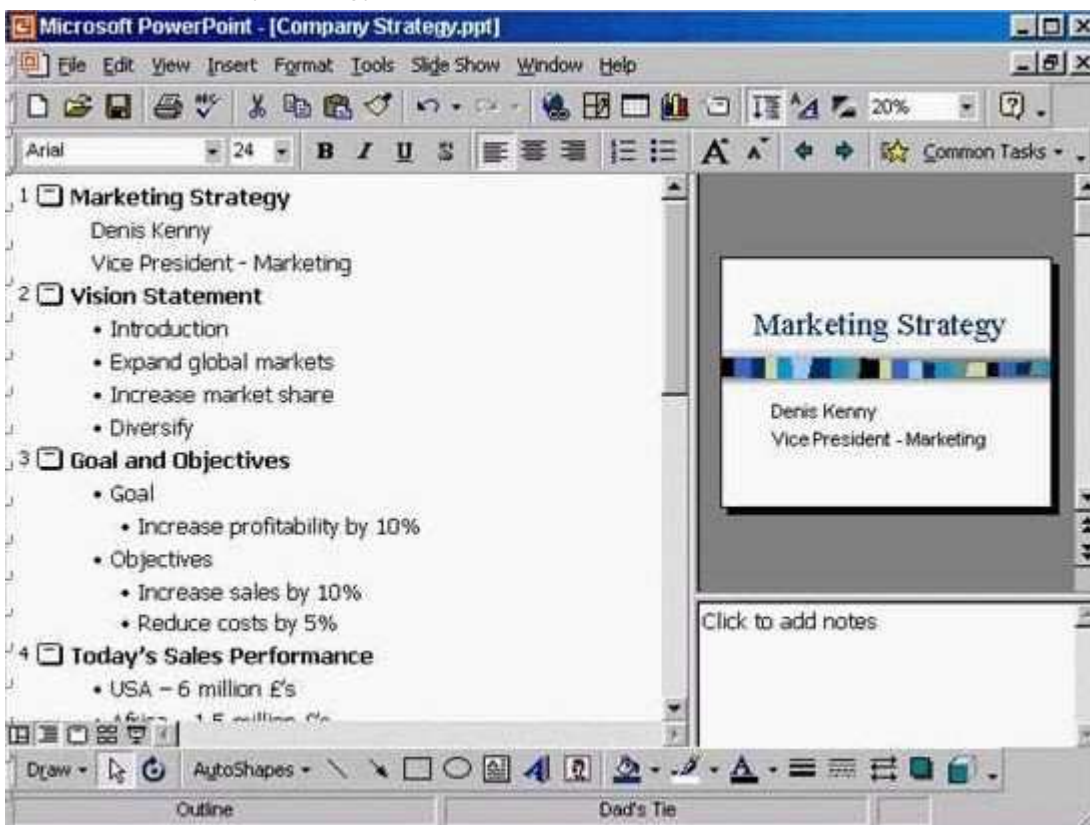 Microsoft PowerPoint - [Company Strategy.ppt]
File Edit View Insert Format Tools Slide Show Window Help
20%
Arial 24 B I U S A A Common Tasks
1 Marketing Strategy
Denis Kenny
Vice President - Marketing
2 Vision Statement
• Introduction
• Expand global markets
• Increase market share
• Diversify
3 Goal and Objectives
• Goal
• Increase profitability by 10%
• Objectives
• Increase sales by 10%
• Reduce costs by 5%
4 Today's Sales Performance
• USA – 6 million £'s
Marketing Strategy
Denis Kenny
Vice President - Marketing
Click to add notes
Draw AutoShapes
Outline Dad's Tie